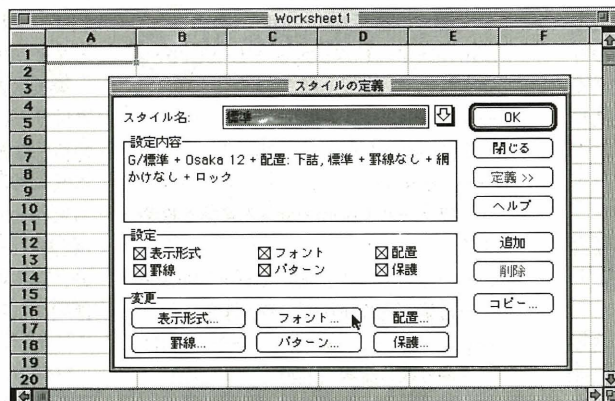 Worksheet1
A B C D E F
1
2
3
4
5
6
7
8
9
10
11
12
13
14
15
16
17
18
19
20
スタイルの定義
スタイル名: 標準
OK
閉じる
定義 >>
ヘルプ
追加
削除
コピー...
設定内容
G/標準 + Osaka 12 + 配置: 下詰, 標準 + 罫線なし + 網
かけなし + ロック
設定
表示形式 フォント 配置
罫線 パターン 保護
変更
表示形式... フォント... 配置...
罫線... パターン... 保護...